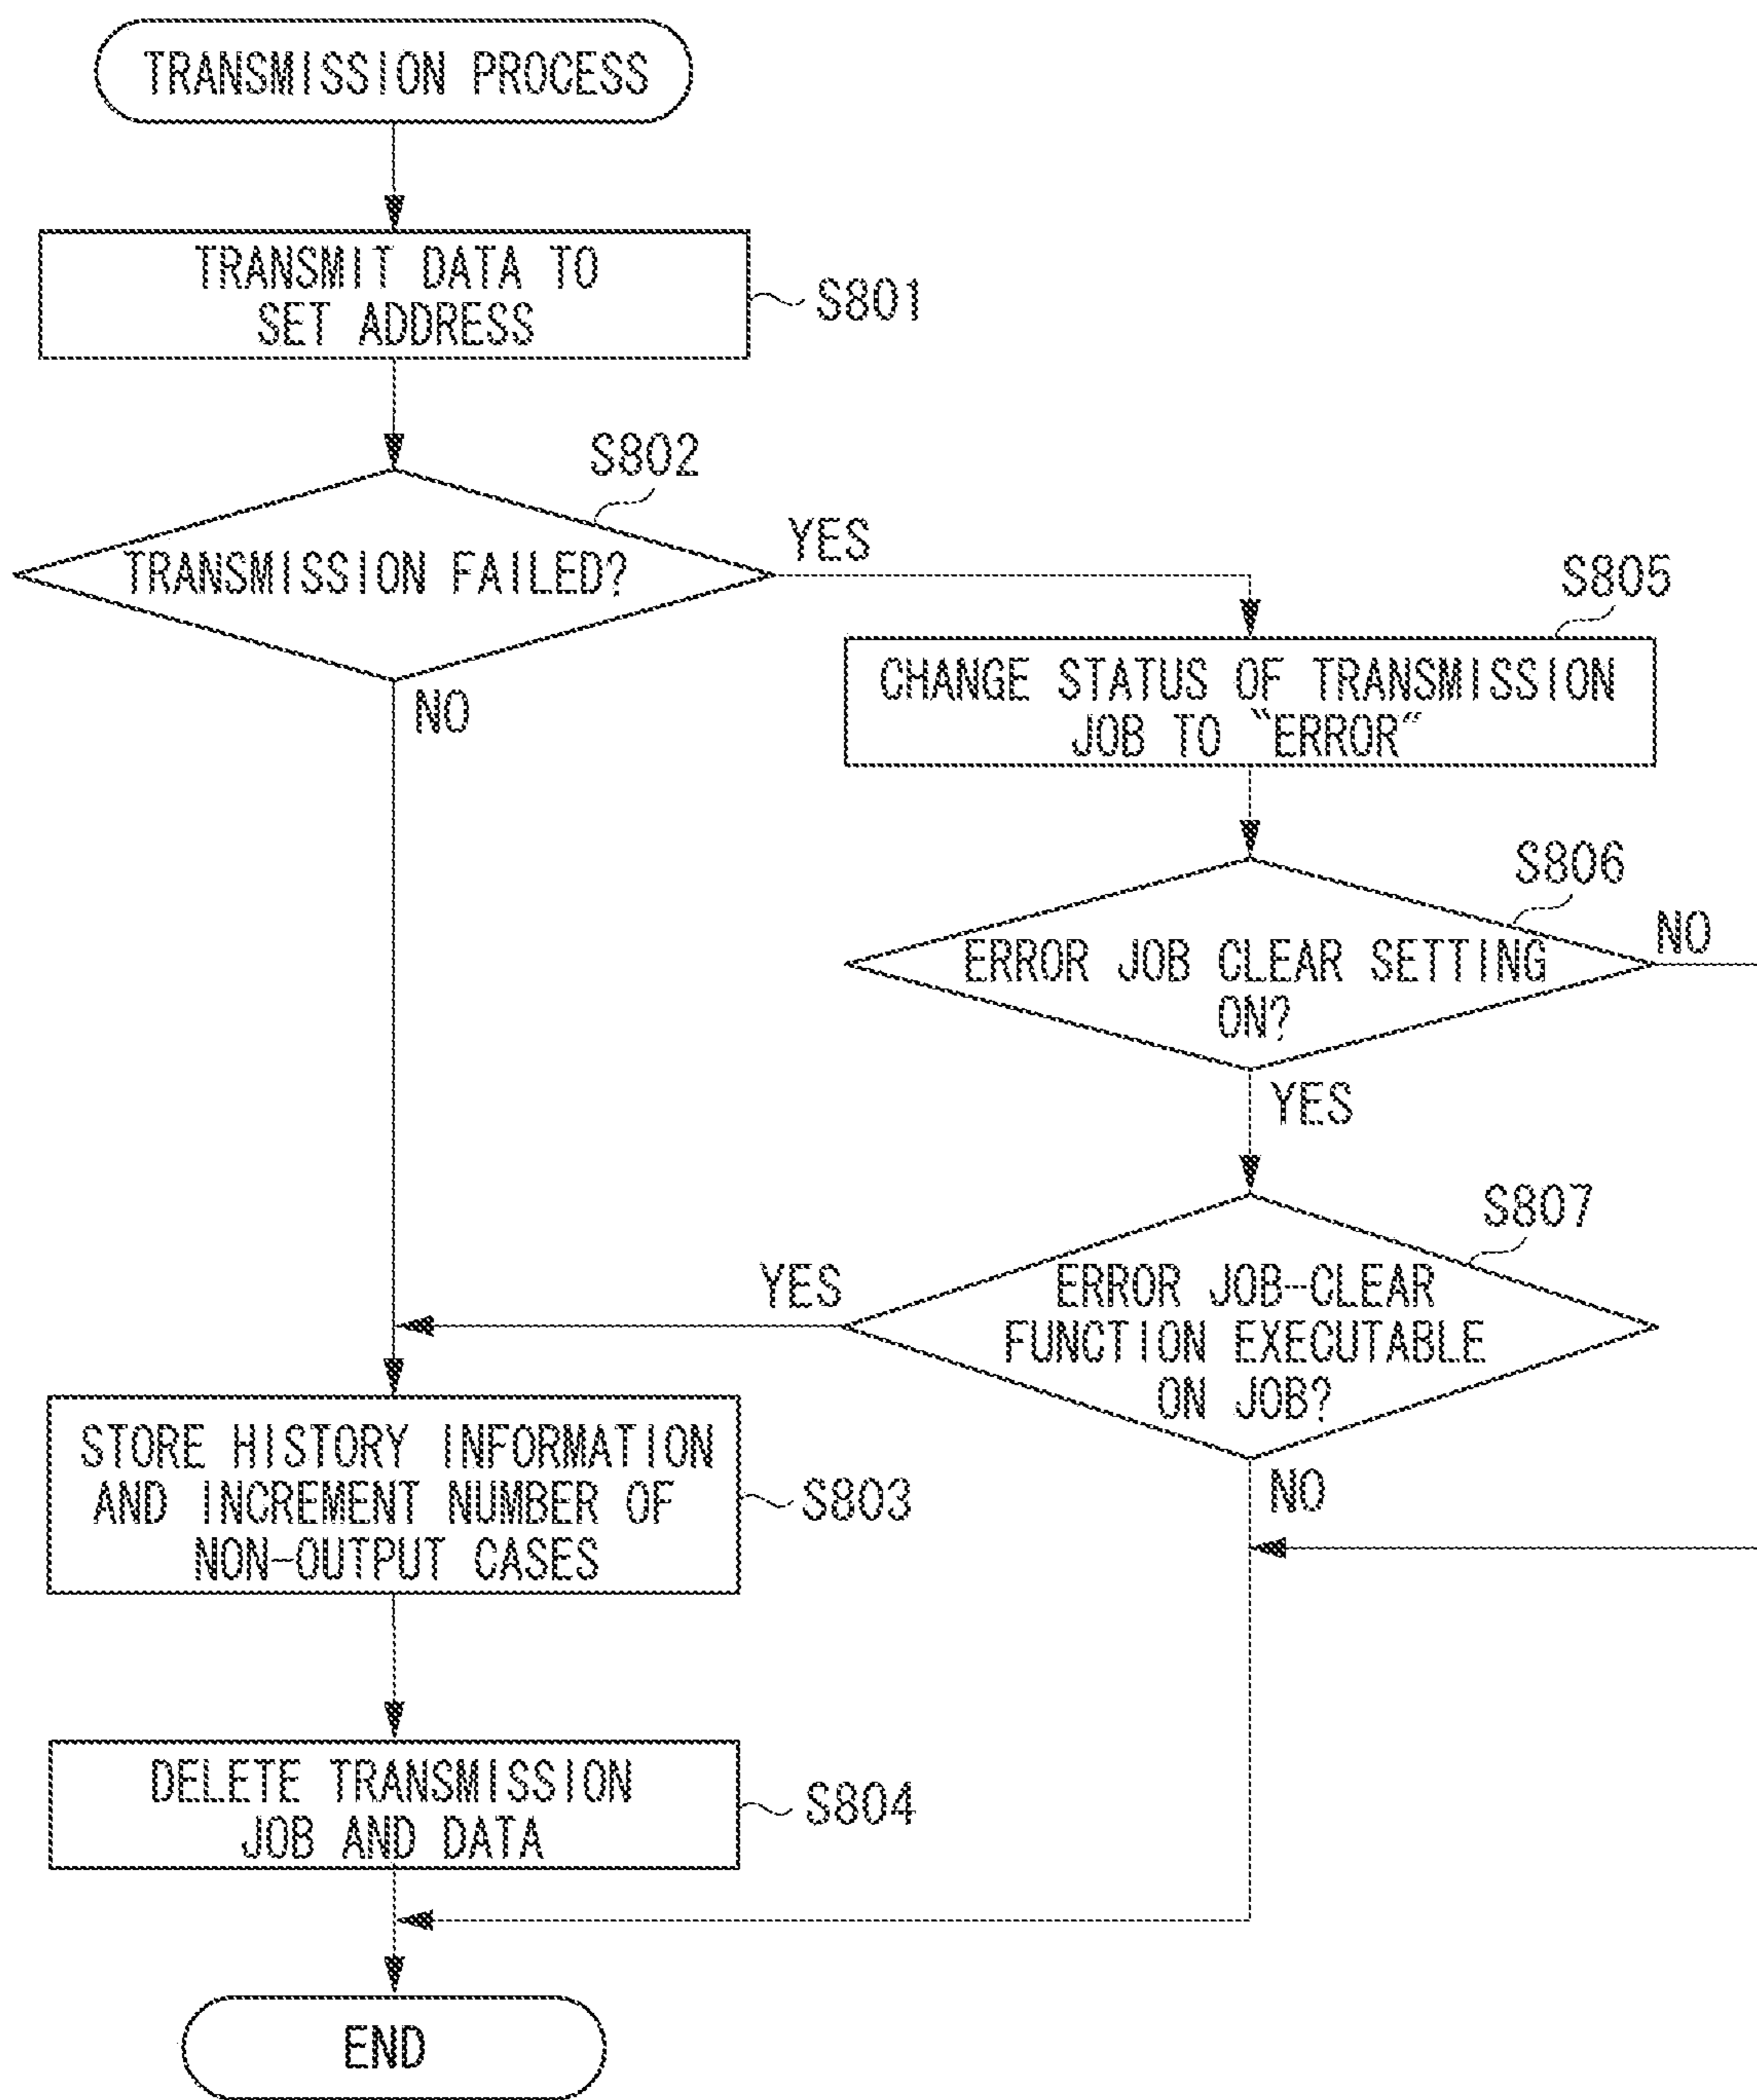 TRANSMISSION PROCESS
TRANSMIT DATA TO
SET ADDRESS
S801
S802
TRANSMISSION FAILED?
YES
NO
S805
CHANGE STATUS OF TRANSMISSION
JOB TO “ERROR“
S806
ERROR JOB CLEAR SETTING
ON?
NO
YES
S807
ERROR JOB-CLEAR
FUNCTION EXECUTABLE
ON JOB?
YES
NO
STORE HISTORY INFORMATION
AND INCREMENT NUMBER OF
NON-OUTPUT CASES
S803
DELETE TRANSMISSION
JOB AND DATA
S804
END